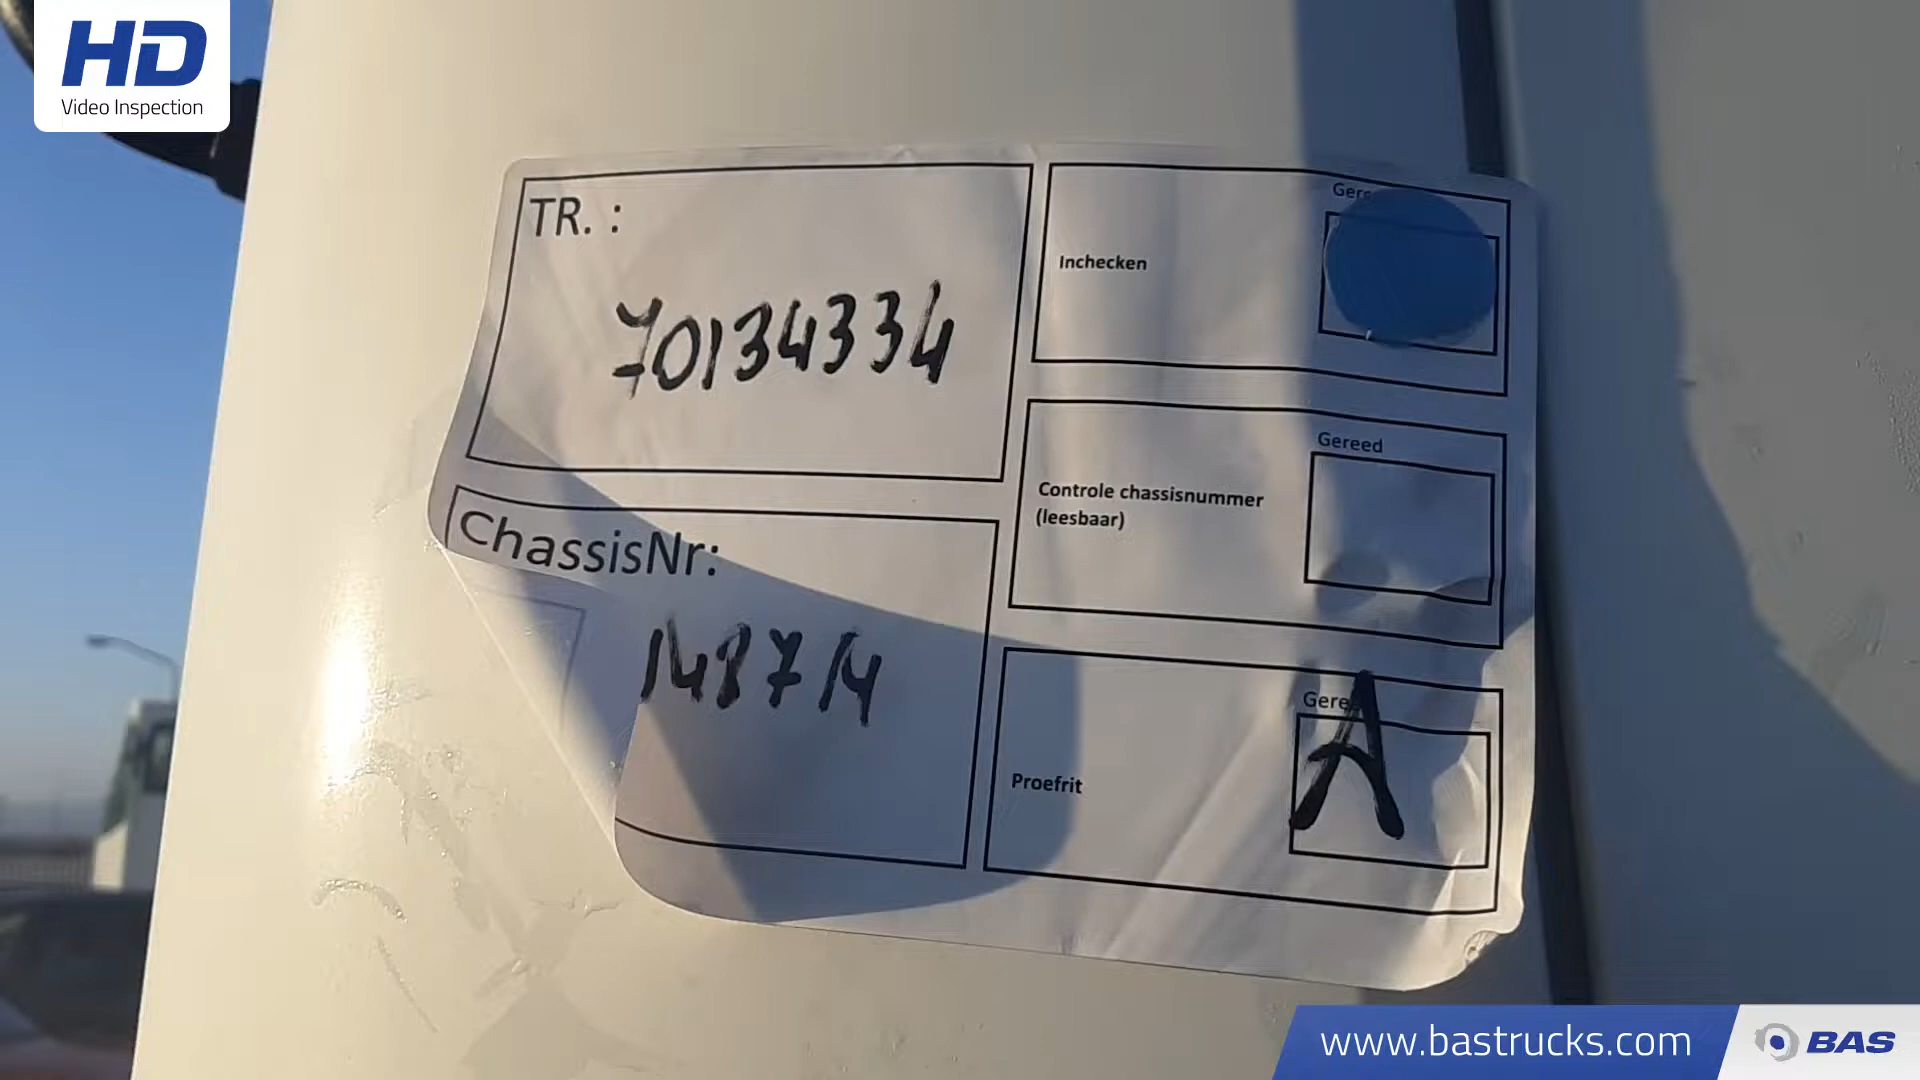 HD
Video Inspection
TR. :
70134334
ChassisNr:
148714
Inchecken
Controle chassisnummer
(leesbaar)
Gereed
Proefrit
A
www.bastrucks.com
BAS